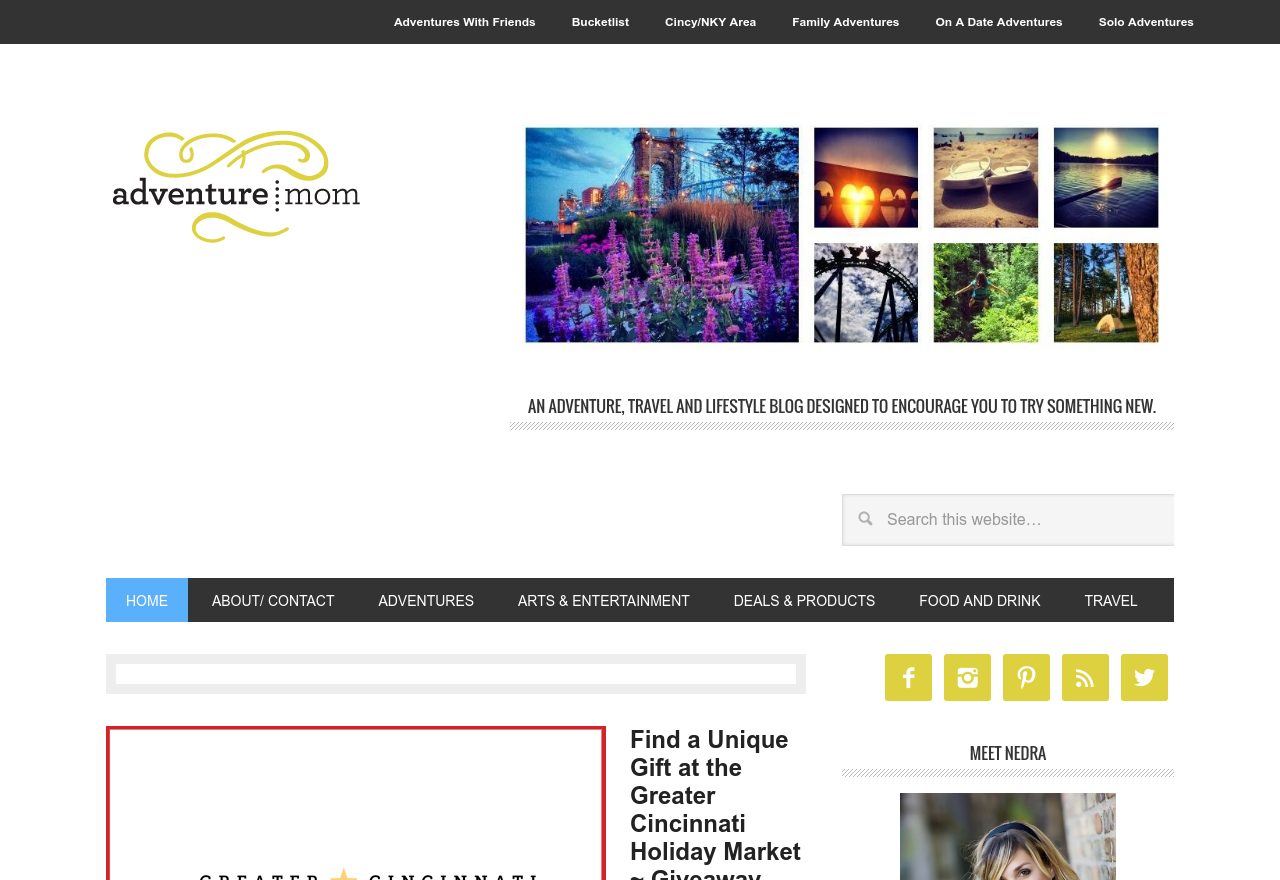 Adventures With Friends Bucketlist Cincy/NKY Area Family Adventures On A Date Adventures Solo Adventures
adventure mom
AN ADVENTURE, TRAVEL AND LIFESTYLE BLOG DESIGNED TO ENCOURAGE YOU TO TRY SOMETHING NEW.
Search this website…
HOME ABOUT/ CONTACT ADVENTURES ARTS & ENTERTAINMENT DEALS & PRODUCTS FOOD AND DRINK TRAVEL
GREATER CINCINNATI
Find a Unique
Gift at the
Greater
Cincinnati
Holiday Market
~ Giveaway
MEET NEDRA